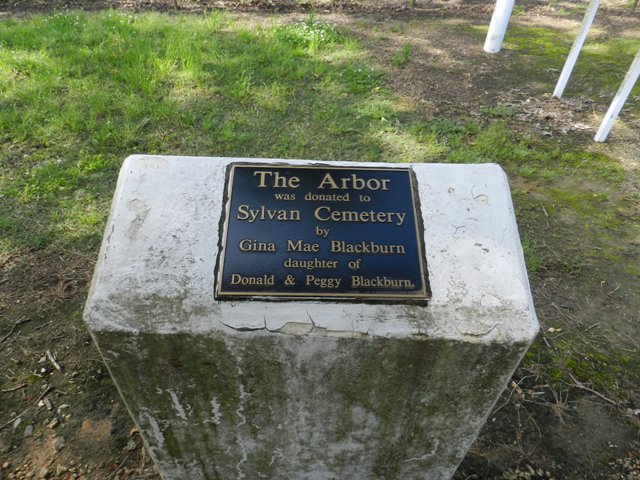 The Arbor
was donated to
Sylvan Cemetery
by
Gina Mae Blackburn
daughter of
Donald & Peggy Blackburn.